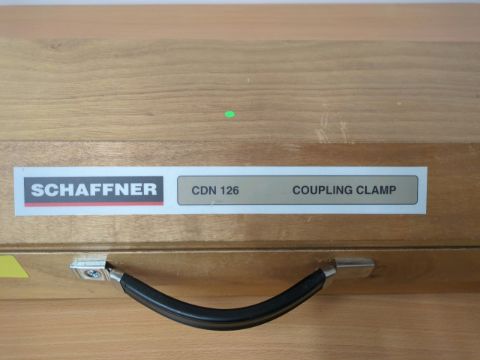 SCHAFFNER CDN 126 COUPLING CLAMP